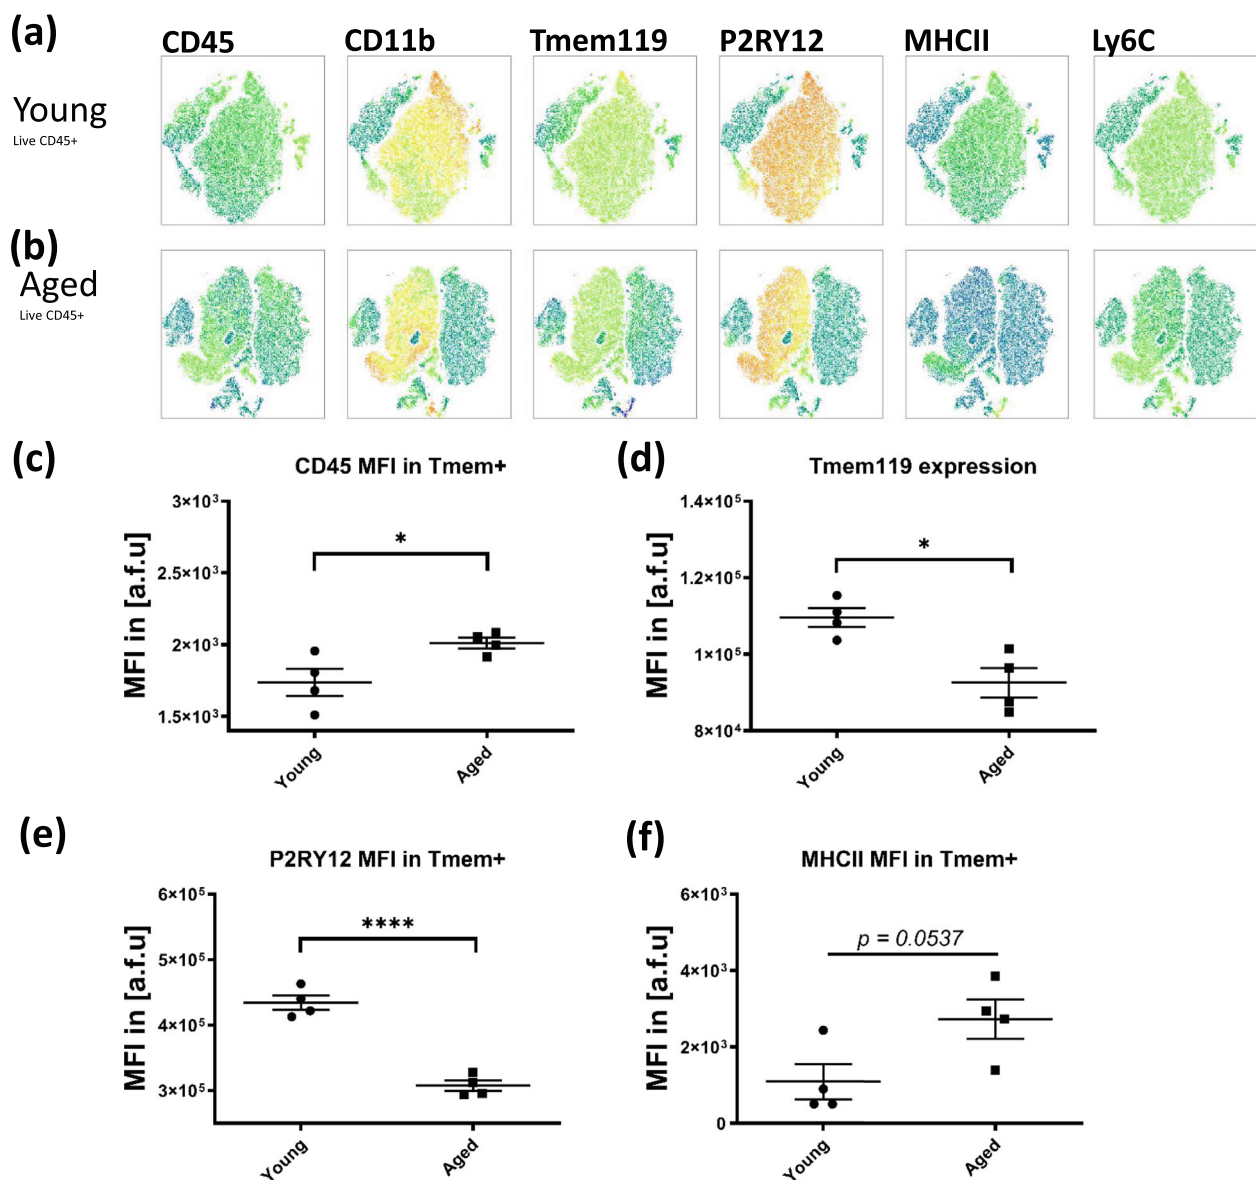 (a)
CD45 CD11b Tmem119 P2RY12 MHCII Ly6C
Young
Live CD45+
(b)
Aged
Live CD45+
(c)
CD45 MFI in Tmem+
MFI in [a.f.u]
3×10³
2.5×10³
2×10³
1.5×10³
*
Young
Aged
(d)
Tmem119 expression
MFI in [a.f.u]
1.4×10⁵
1.2×10⁵
1×10⁵
8×10⁴
*
Young
Aged
(e)
P2RY12 MFI in Tmem+
MFI in [a.f.u]
6×10⁵
5×10⁵
4×10⁵
3×10⁵
****
Young
Aged
(f)
MHCII MFI in Tmem+
MFI in [a.f.u]
6×10³
4×10³
2×10³
0
p = 0.0537
Young
Aged